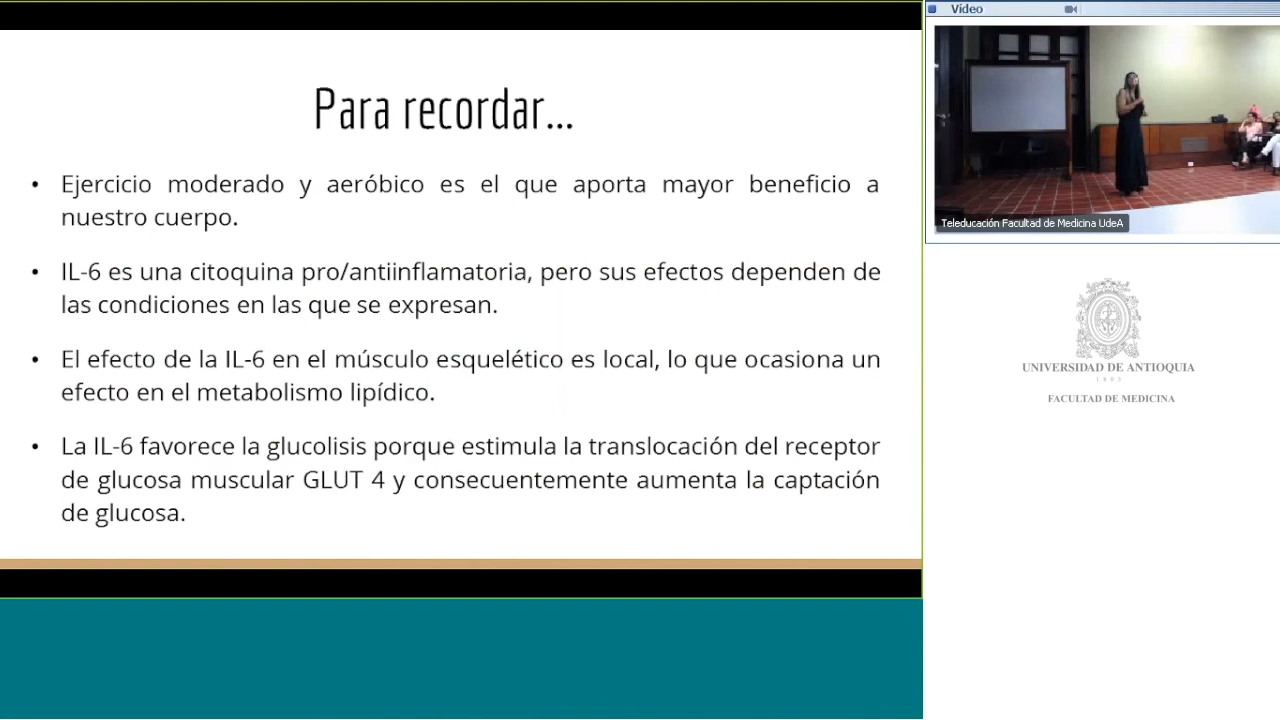 Para recordar...
• Ejercicio moderado y aeróbico es el que aporta mayor beneficio a
nuestro cuerpo.
• IL-6 es una citoquina pro/antiinflamatoria, pero sus efectos dependen de
las condiciones en las que se expresan.
• El efecto de la IL-6 en el músculo esquelético es local, lo que ocasiona un
efecto en el metabolismo lipídico.
• La IL-6 favorece la glucolisis porque estimula la translocación del receptor
de glucosa muscular GLUT 4 y consecuentemente aumenta la captación
de glucosa.
Vídeo
Teleducación Facultad de Medicina UdeA
UNIVERSIDAD DE ANTIOQUIA
1803
FACULTAD DE MEDICINA